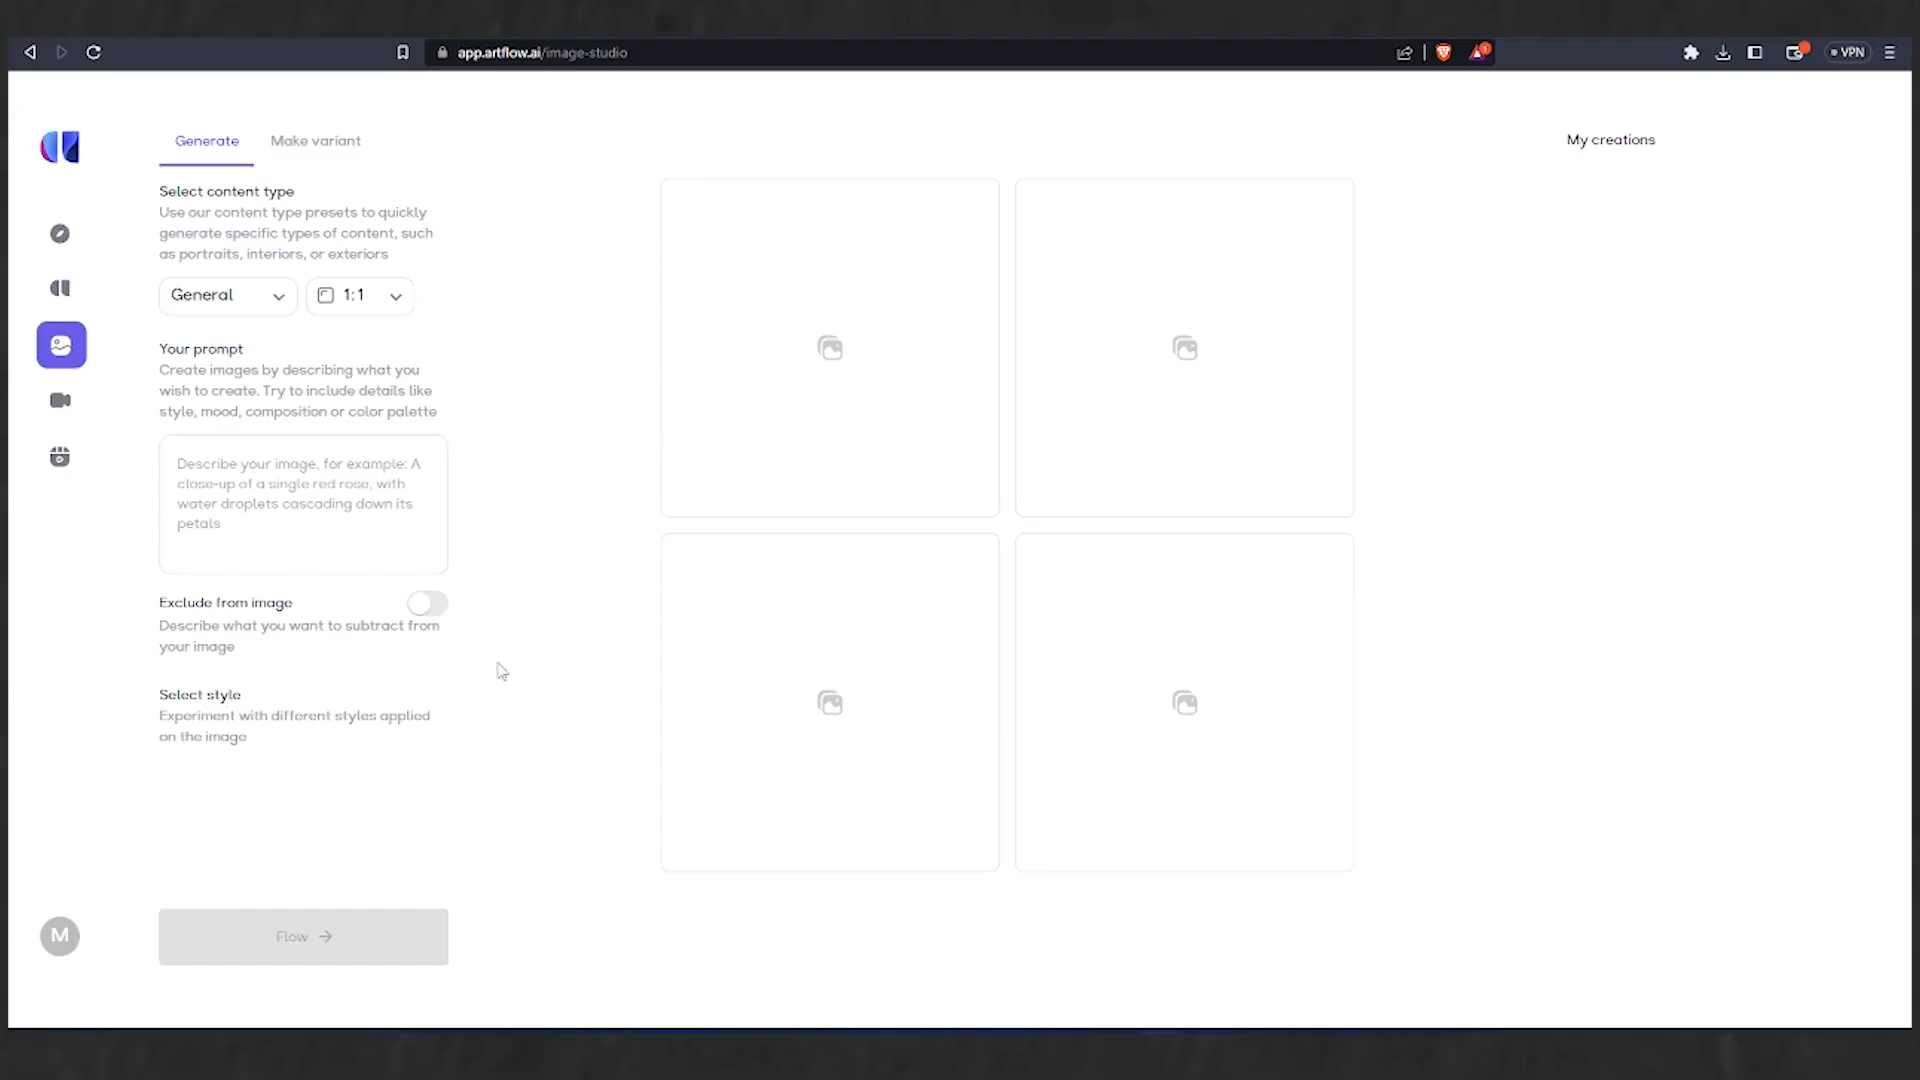 app.artflow.ai/image-studio
1
VPN
Generate
Make variant
My creations
Select content type
Use our content type presets to quickly
generate specific types of content, such
as portraits, interiors, or exteriors
General
1:1
Your prompt
Create images by describing what you
wish to create. Try to include details like
style, mood, composition or color palette
Describe your image, for example: A
close-up of a single red rose, with
water droplets cascading down its
petals
Exclude from image
Describe what you want to subtract from
your image
Select style
Experiment with different styles applied
on the image
M
Flow →